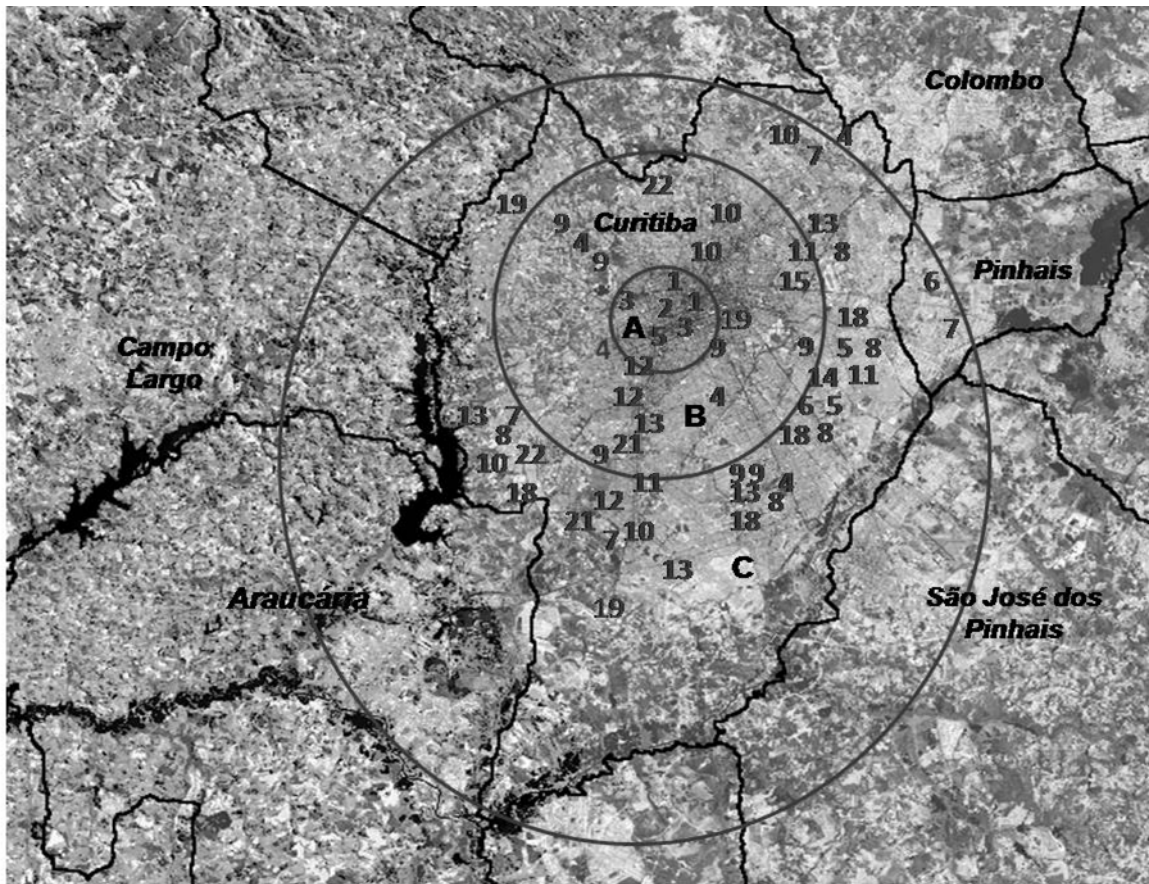 Colombo
10 4
7
22
19
9 Curitiba 10 13
4 10 11 8
9 Pinhais
1 15 6
3 2 1
A 5 3 19 18 7
4 9 9 5 8
Campo
Largo
12 14 11
12 4 6 5
13 7 13 B
8 9 21 18 8
10 22
11 9 9 4
18 12 13 8
21 7 10 18
13 C
Araucária
19 São José dos
Pinhais